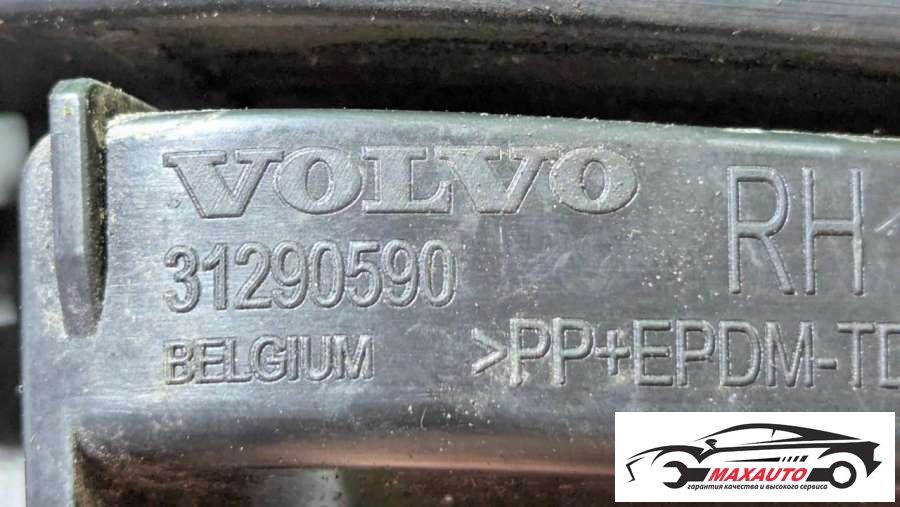 VOLVO
31290590
RH
BELGIUM
>PP+EPDM-TD
MAXAUTO
гарантия качества и высокого сервиса